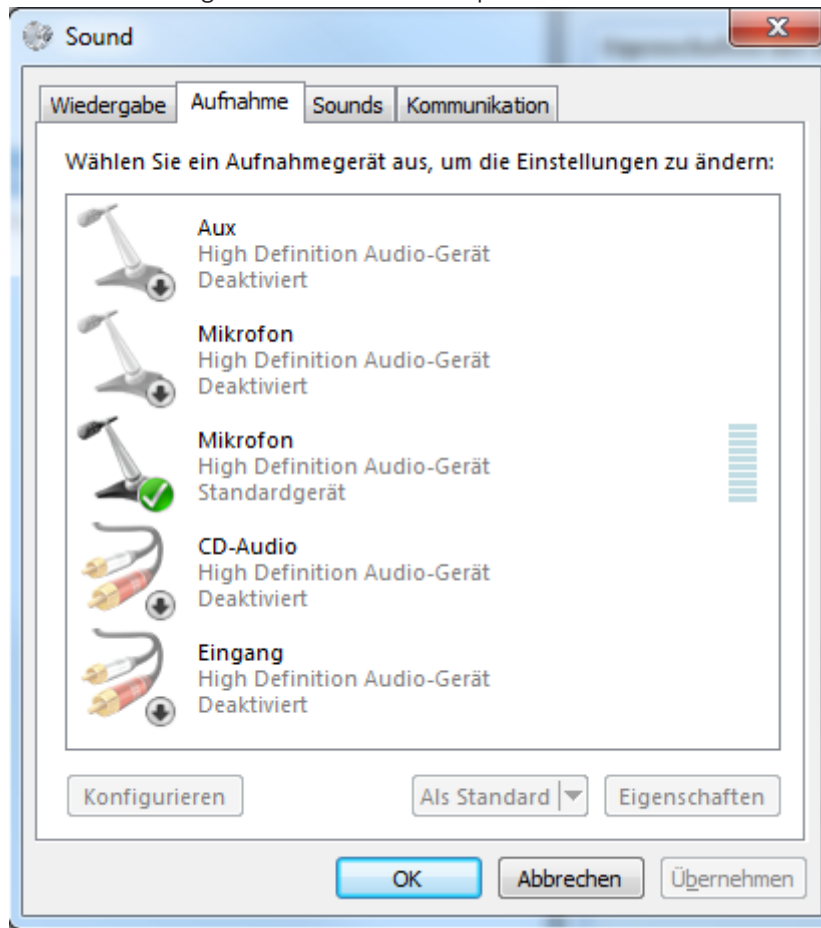 Sound
Wiedergabe Aufnahme Sounds Kommunikation
Wählen Sie ein Aufnahmegerät aus, um die Einstellungen zu ändern:
Aux
High Definition Audio-Gerät
Deaktiviert
Mikrofon
High Definition Audio-Gerät
Deaktiviert
Mikrofon
High Definition Audio-Gerät
Standardgerät
CD-Audio
High Definition Audio-Gerät
Deaktiviert
Eingang
High Definition Audio-Gerät
Deaktiviert
Konfigurieren Als Standard Eigenschaften
OK Abbrechen Übernehmen